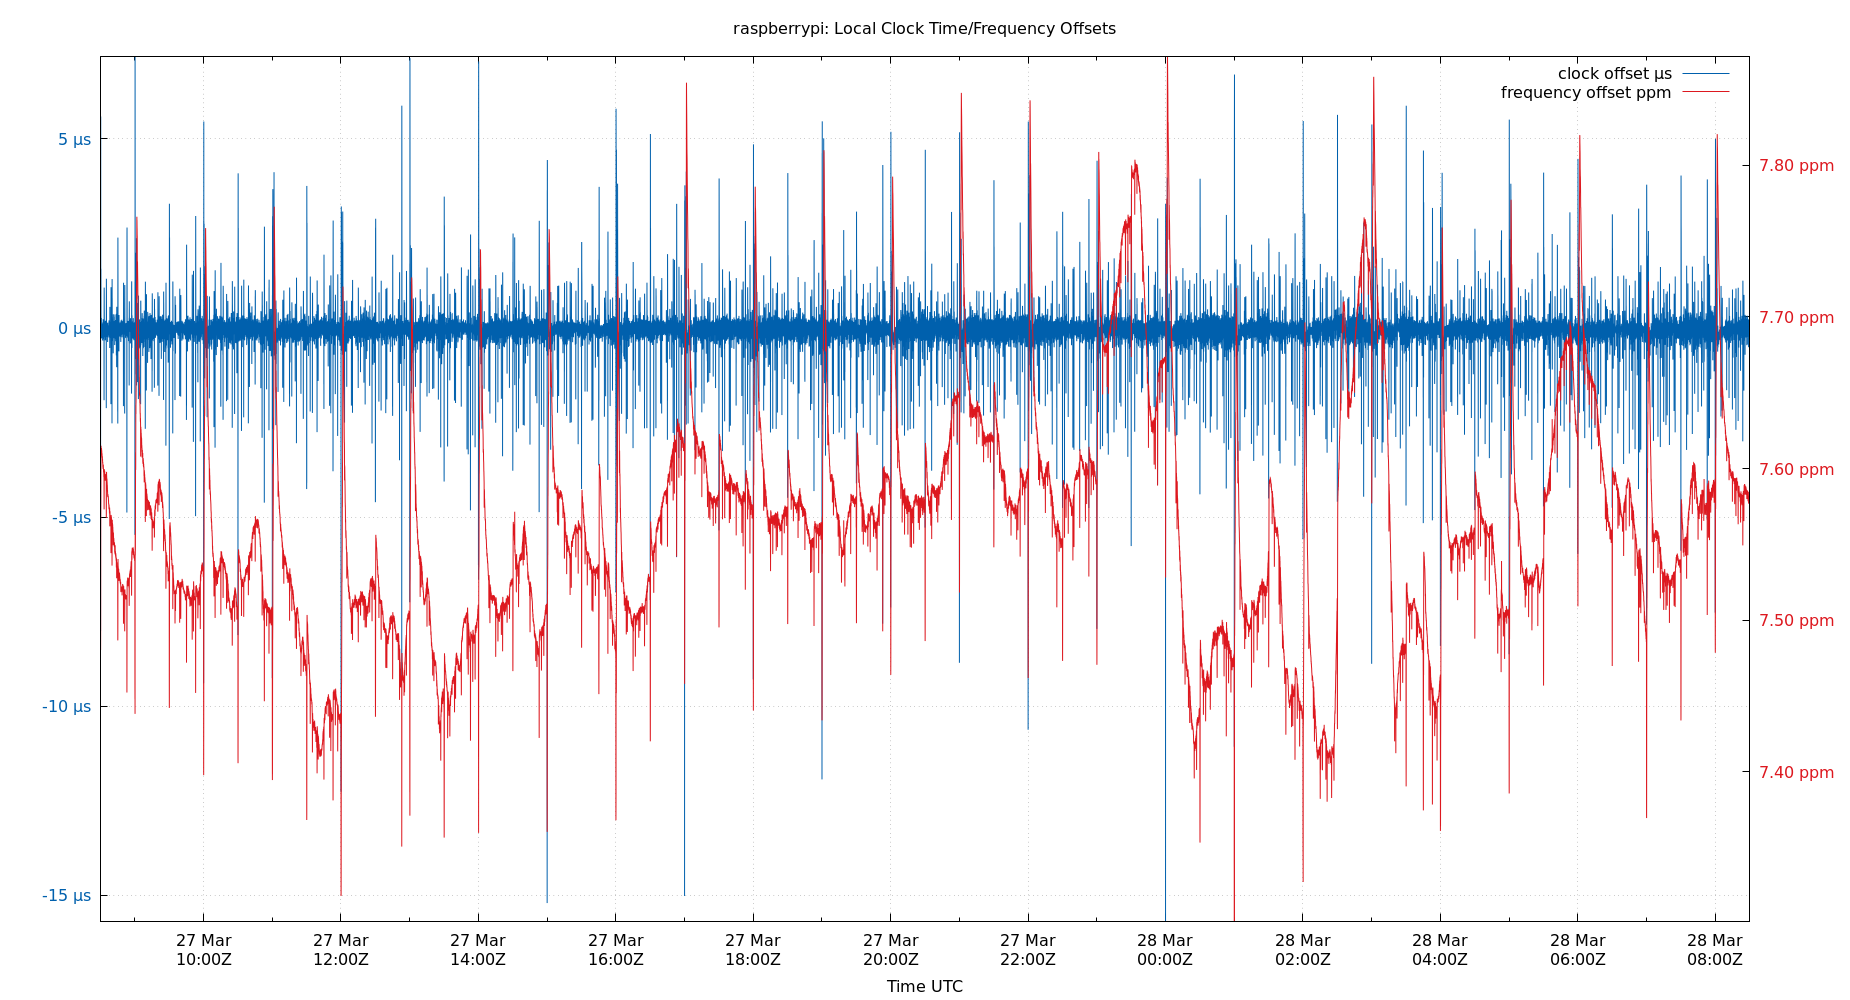 raspberrypi: Local Clock Time/Frequency Offsets
clock offset µs
frequency offset ppm
5 µs
0 µs
-5 µs
-10 µs
-15 µs
7.80 ppm
7.70 ppm
7.60 ppm
7.50 ppm
7.40 ppm
27 Mar 27 Mar 27 Mar 27 Mar 27 Mar 27 Mar 27 Mar 28 Mar 28 Mar 28 Mar 28 Mar 28 Mar
10:00Z 12:00Z 14:00Z 16:00Z 18:00Z 20:00Z 22:00Z 00:00Z 02:00Z 04:00Z 06:00Z 08:00Z
Time UTC